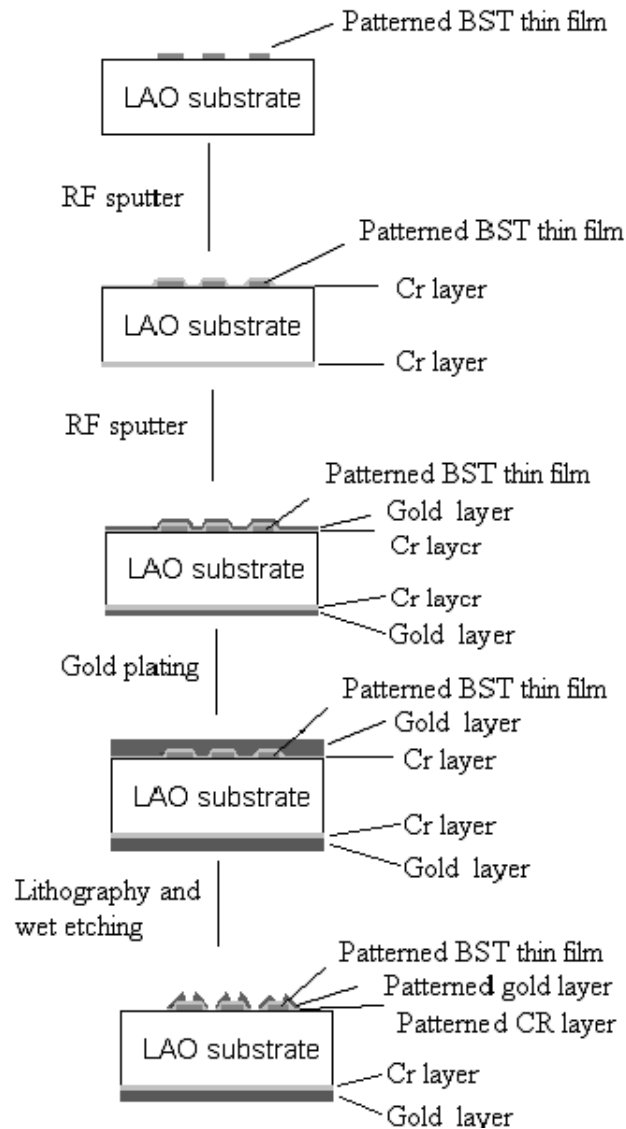 Patterned BST thin film
LAO substrate
RF sputter
Patterned BST thin film
Cr layer
LAO substrate
Cr layer
RF sputter
Patterned BST thin film
Gold layer
Cr laycr
LAO substrate
Cr laycr
Gold layer
Gold plating
Patterned BST thin film
Gold layer
Cr layer
LAO substrate
Cr layer
Gold layer
Lithography and
wet etching
Patterned BST thin film
Patterned gold layer
Patterned CR layer
LAO substrate
Cr layer
Gold layer